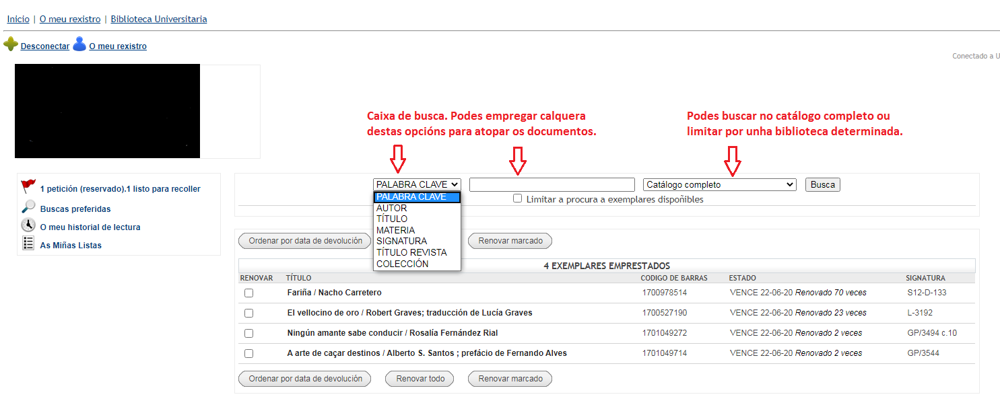 Inicio | O meu rexistro | Biblioteca Universitaria
Desconectar O meu rexistro
Conectado a U
Caixa de busca. Podes empregar calquera
destas opcións para atopar os documentos.
Podes buscar no catálogo completo ou
limitar por unha biblioteca determinada.
1 petición (reservado).1 listo para recoller
Buscas preferidas
O meu historial de lectura
As Miñas Listas
PALABRA CLAVE Catálogo completo Busca
Limitar a procura a exemplares dispoñibles
PALABRA CLAVE
AUTOR
TÍTULO
MATERIA
SIGNATURA
TÍTULO REVISTA
COLECCIÓN
Ordenar por data de devolución Renovar marcado
4 EXEMPLARES EMPRESTADOS
RENOVAR TÍTULO CODIGO DE BARRAS ESTADO SIGNATURA
Fariña / Nacho Carretero 1700978514 VENCE 22-06-20 Renovado 70 veces S12-D-133
El vellocino de oro / Robert Graves; traducción de Lucía Graves 1700527190 VENCE 22-06-20 Renovado 23 veces L-3192
Ningún amante sabe conducir / Rosalía Fernández Rial 1701049272 VENCE 22-06-20 Renovado 2 veces GP/3494 c.10
A arte de caçar destinos / Alberto S. Santos ; prefácio de Fernando Alves 1701049714 VENCE 22-06-20 Renovado 2 veces GP/3544
Ordenar por data de devolución Renovar todo Renovar marcado